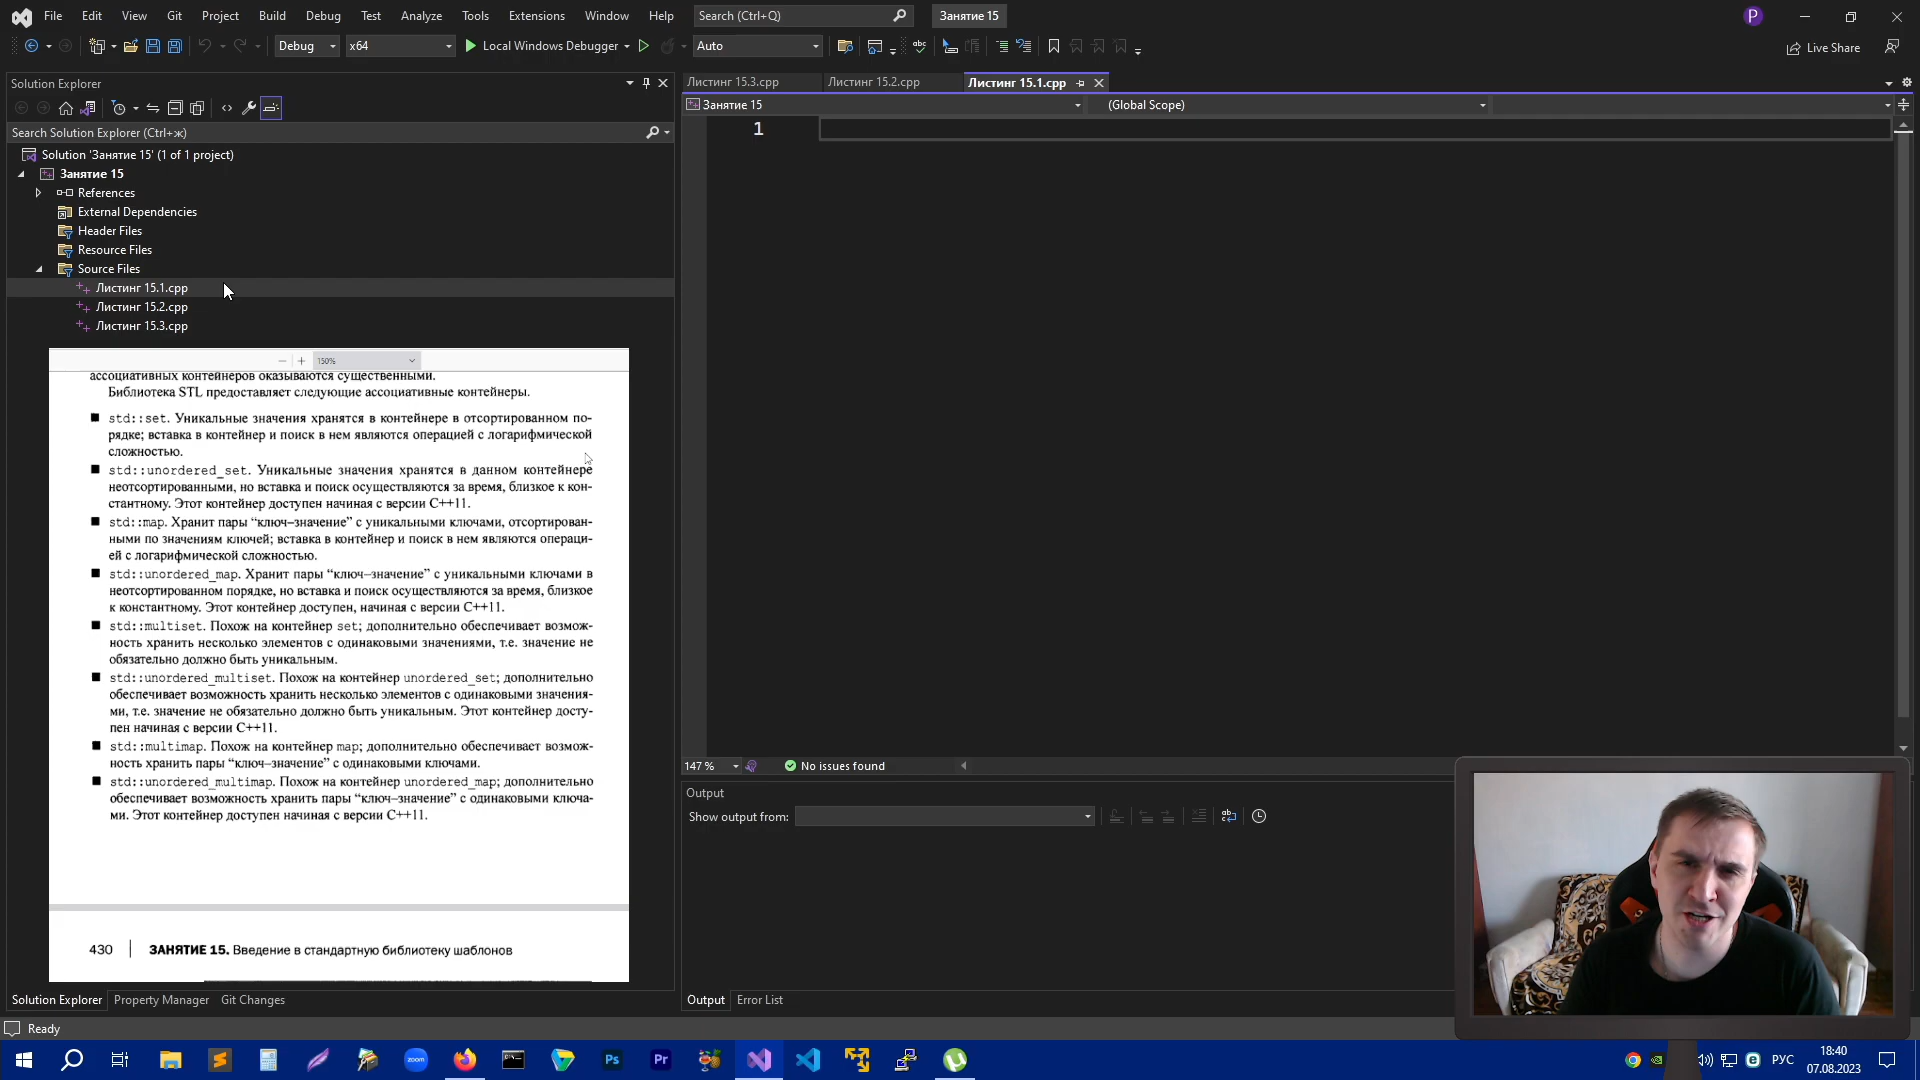 File Edit View Git Project Build Debug Test Analyze Tools Extensions Window Help Search (Ctrl+Q) Занятие 15 P
Debug x64 Local Windows Debugger Auto Live Share
Solution Explorer
Search Solution Explorer (Ctrl+ж)
Solution 'Занятие 15' (1 of 1 project)
Занятие 15
References
External Dependencies
Header Files
Resource Files
Source Files
Листинг 15.1.cpp
Листинг 15.2.cpp
Листинг 15.3.cpp
150%
ассоциативных контейнеров оказываются существенными.
Библиотека STL предоставляет следующие ассоциативные контейнеры.
■ std::set. Уникальные значения хранятся в контейнере в отсортированном по-
рядке; вставка в контейнер и поиск в нем являются операцией с логарифмической
сложностью.
■ std::unordered_set. Уникальные значения хранятся в данном контейнере
неотсортированными, но вставка и поиск осуществляются за время, близкое к кон-
стантному. Этот контейнер доступен начиная с версии C++11.
■ std::map. Хранит пары “ключ–значение” с уникальными ключами, отсортирован-
ными по значениям ключей; вставка в контейнер и поиск в нем являются операци-
ей с логарифмической сложностью.
■ std::unordered_map. Хранит пары “ключ–значение” с уникальными ключами в
неотсортированном порядке, но вставка и поиск осуществляются за время, близкое
к константному. Этот контейнер доступен, начиная с версии C++11.
■ std::multiset. Похож на контейнер set; дополнительно обеспечивает возмож-
ность хранить несколько элементов с одинаковыми значениями, т.е. значение не
обязательно должно быть уникальным.
■ std::unordered_multiset. Похож на контейнер unordered_set; дополнительно
обеспечивает возможность хранить несколько элементов с одинаковыми значения-
ми, т.е. значение не обязательно должно быть уникальным. Этот контейнер досту-
пен начиная с версии C++11.
■ std::multimap. Похож на контейнер map; дополнительно обеспечивает возмож-
ность хранить пары “ключ–значение” с одинаковыми ключами.
■ std::unordered_multimap. Похож на контейнер unordered_map; дополнительно
обеспечивает возможность хранить пары “ключ–значение” с одинаковыми ключа-
ми. Этот контейнер доступен начиная с версии C++11.
430 | ЗАНЯТИЕ 15. Введение в стандартную библиотеку шаблонов
Solution Explorer Property Manager Git Changes
Листинг 15.3.cpp Листинг 15.2.cpp Листинг 15.1.cpp
Занятие 15 (Global Scope)
1
147 % No issues found
Output
Show output from:
Output Error List
Ready
zoom Ps Pr РУС 18:40
07.08.2023